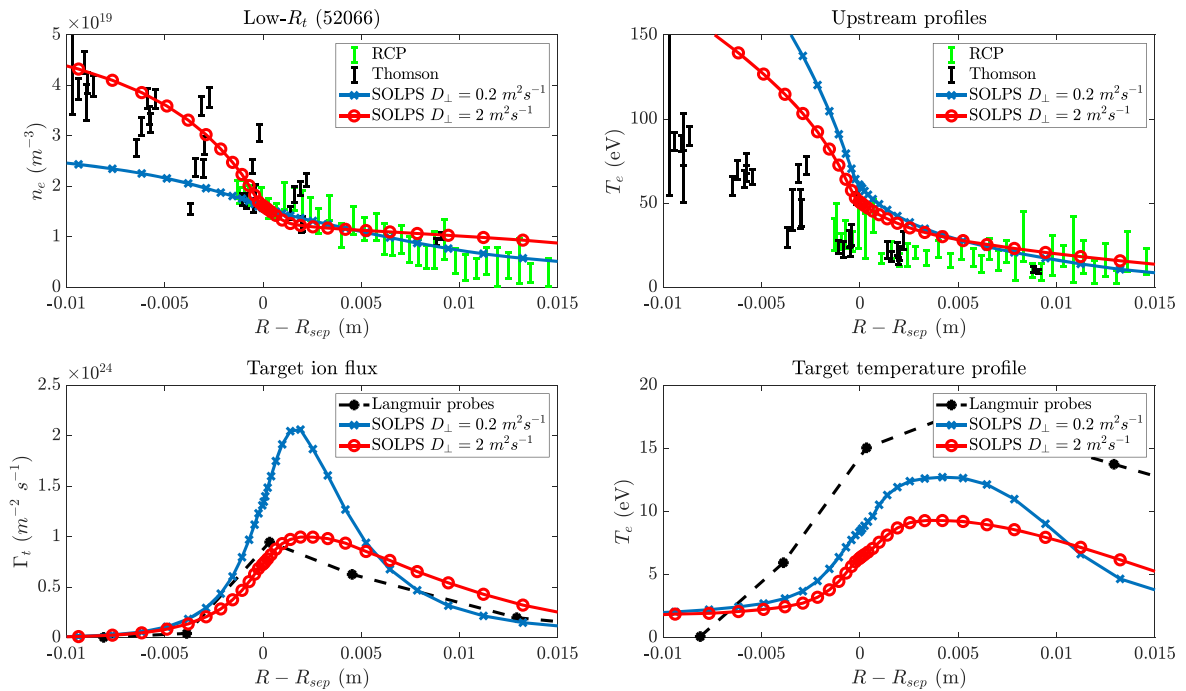 Low-R_t (52066)
×10^19
5
4
3
2
1
0
n_e (m^−3)
-0.01
-0.005
0
0.005
0.01
0.015
R − R_sep (m)
RCP
Thomson
SOLPS D_⊥ = 0.2 m^2s^−1
SOLPS D_⊥ = 2 m^2s^−1
Upstream profiles
150
100
50
0
T_e (eV)
-0.01
-0.005
0
0.005
0.01
0.015
R − R_sep (m)
RCP
Thomson
SOLPS D_⊥ = 0.2 m^2s^−1
SOLPS D_⊥ = 2 m^2s^−1
Target ion flux
×10^24
2.5
2
1.5
1
0.5
0
Γ_t (m^−2 s^−1)
-0.01
-0.005
0
0.005
0.01
0.015
R − R_sep (m)
Langmuir probes
SOLPS D_⊥ = 0.2 m^2s^−1
SOLPS D_⊥ = 2 m^2s^−1
Target temperature profile
20
15
10
5
0
T_e (eV)
-0.01
-0.005
0
0.005
0.01
0.015
R − R_sep (m)
Langmuir probes
SOLPS D_⊥ = 0.2 m^2s^−1
SOLPS D_⊥ = 2 m^2s^−1